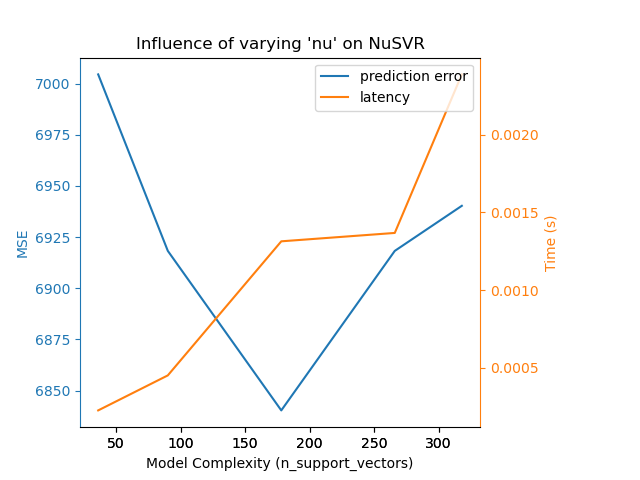 Influence of varying 'nu' on NuSVR
prediction error
latency
7000
6975
6950
6925
6900
6875
6850
MSE
0.0020
0.0015
0.0010
0.0005
Time (s)
50 100 150 200 250 300
Model Complexity (n_support_vectors)